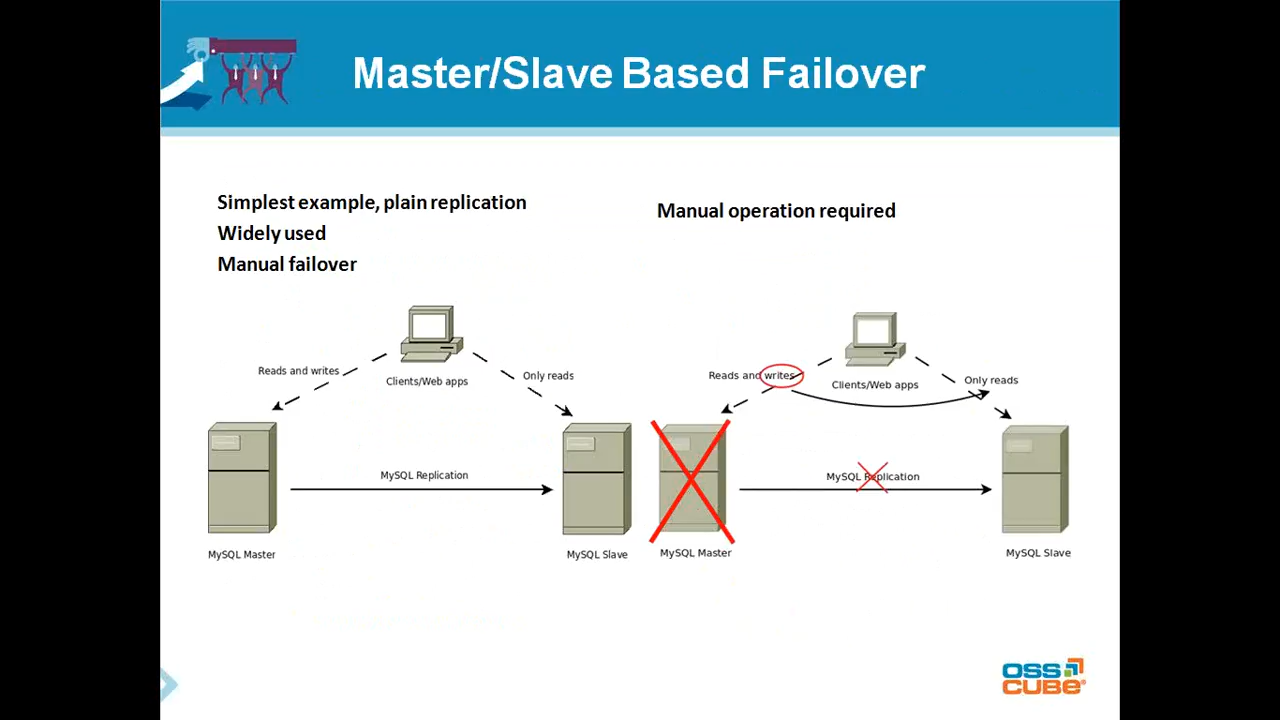 Master/Slave Based Failover
Simplest example, plain replication
Widely used
Manual failover
Reads and writes
Only reads
Clients/Web apps
MySQL Replication
MySQL Master
MySQL Slave
Manual operation required
Reads and writes
Only reads
Clients/Web apps
MySQL Replication
MySQL Master
MySQL Slave
OSS
CUBE®